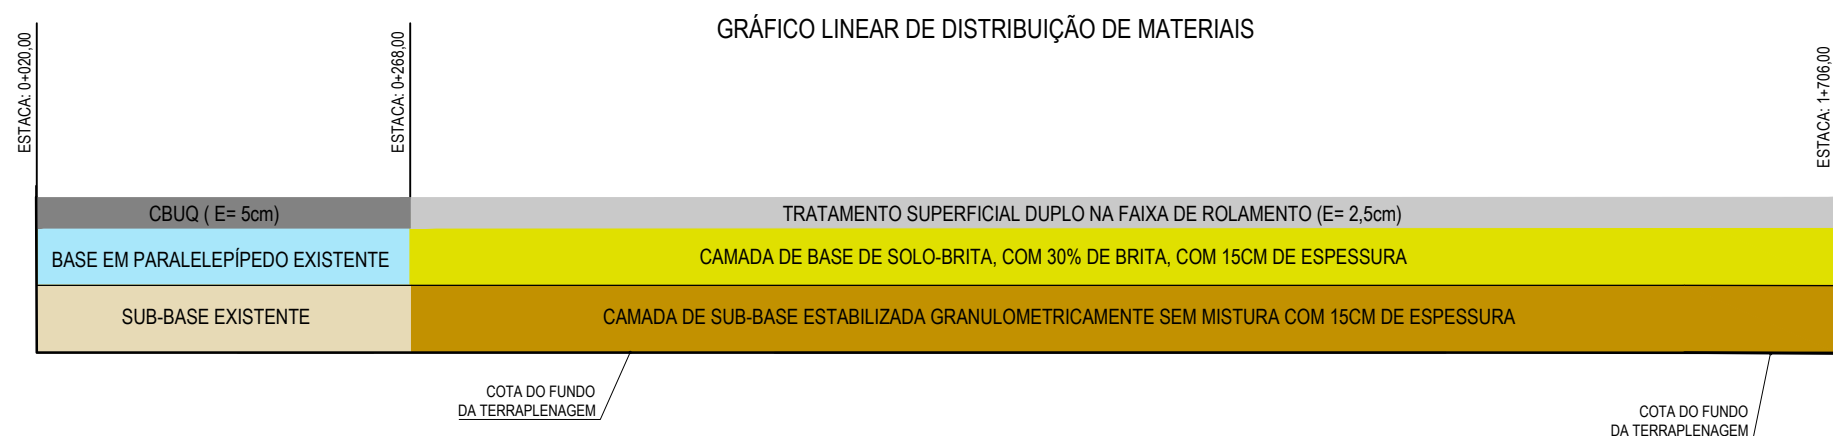 GRÁFICO LINEAR DE DISTRIBUIÇÃO DE MATERIAIS
ESTACA: 0+020,00
ESTACA: 0+268,00
ESTACA: 1+706,00
CBUQ ( E= 5cm)
TRATAMENTO SUPERFICIAL DUPLO NA FAIXA DE ROLAMENTO (E= 2,5cm)
BASE EM PARALELEPÍPEDO EXISTENTE
CAMADA DE BASE DE SOLO-BRITA, COM 30% DE BRITA, COM 15CM DE ESPESSURA
SUB-BASE EXISTENTE
CAMADA DE SUB-BASE ESTABILIZADA GRANULOMETRICAMENTE SEM MISTURA COM 15CM DE ESPESSURA
COTA DO FUNDO
DA TERRAPLENAGEM
COTA DO FUNDO
DA TERRAPLENAGEM